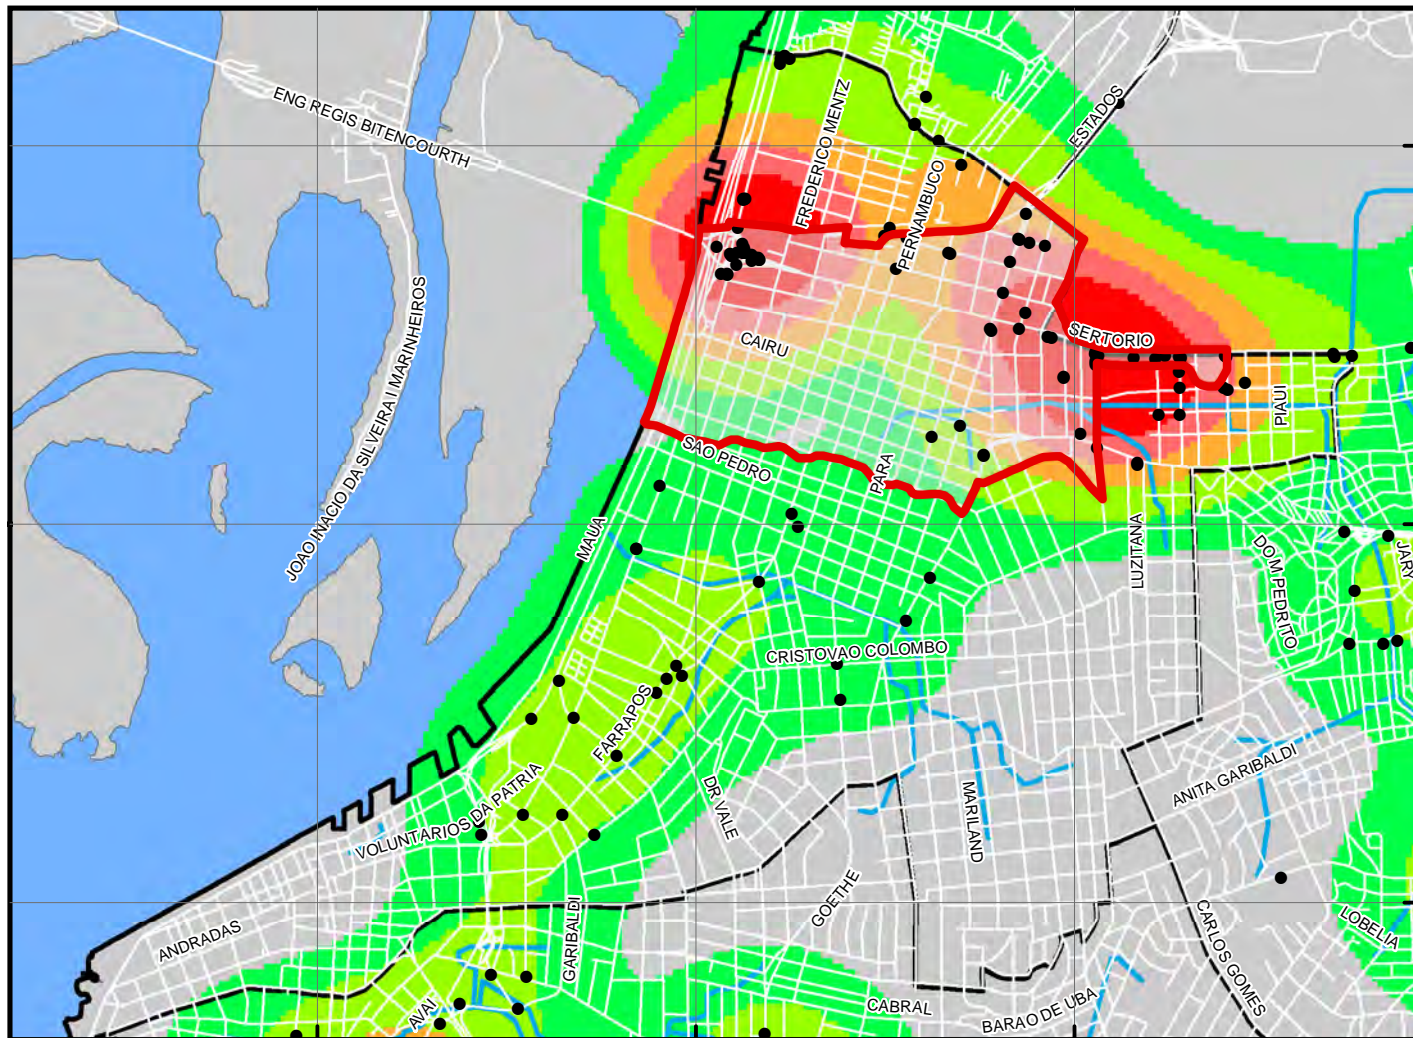 ENG REGIS BITENCOURTH
FREDERICO MENTZ
ESTADOS
PERNAMBUCO
JOAO INACIO DA SILVEIRA I MARINHEIROS
CAIRU
SERTORIO
PIAUI
SAO PEDRO
PARA
MAUA
LUZITANA
DOM PEDRITO
JARY
CRISTOVAO COLOMBO
FARRAPOS
VOLUNTARIOS DA PATRIA
DR VALE
MARILAND
ANITA GARIBALDI
GOETHE
ANDRADAS
GARIBALDI
CARLOS GOMES
LOBELIA
AVAI
CABRAL
BARAO DE UBA